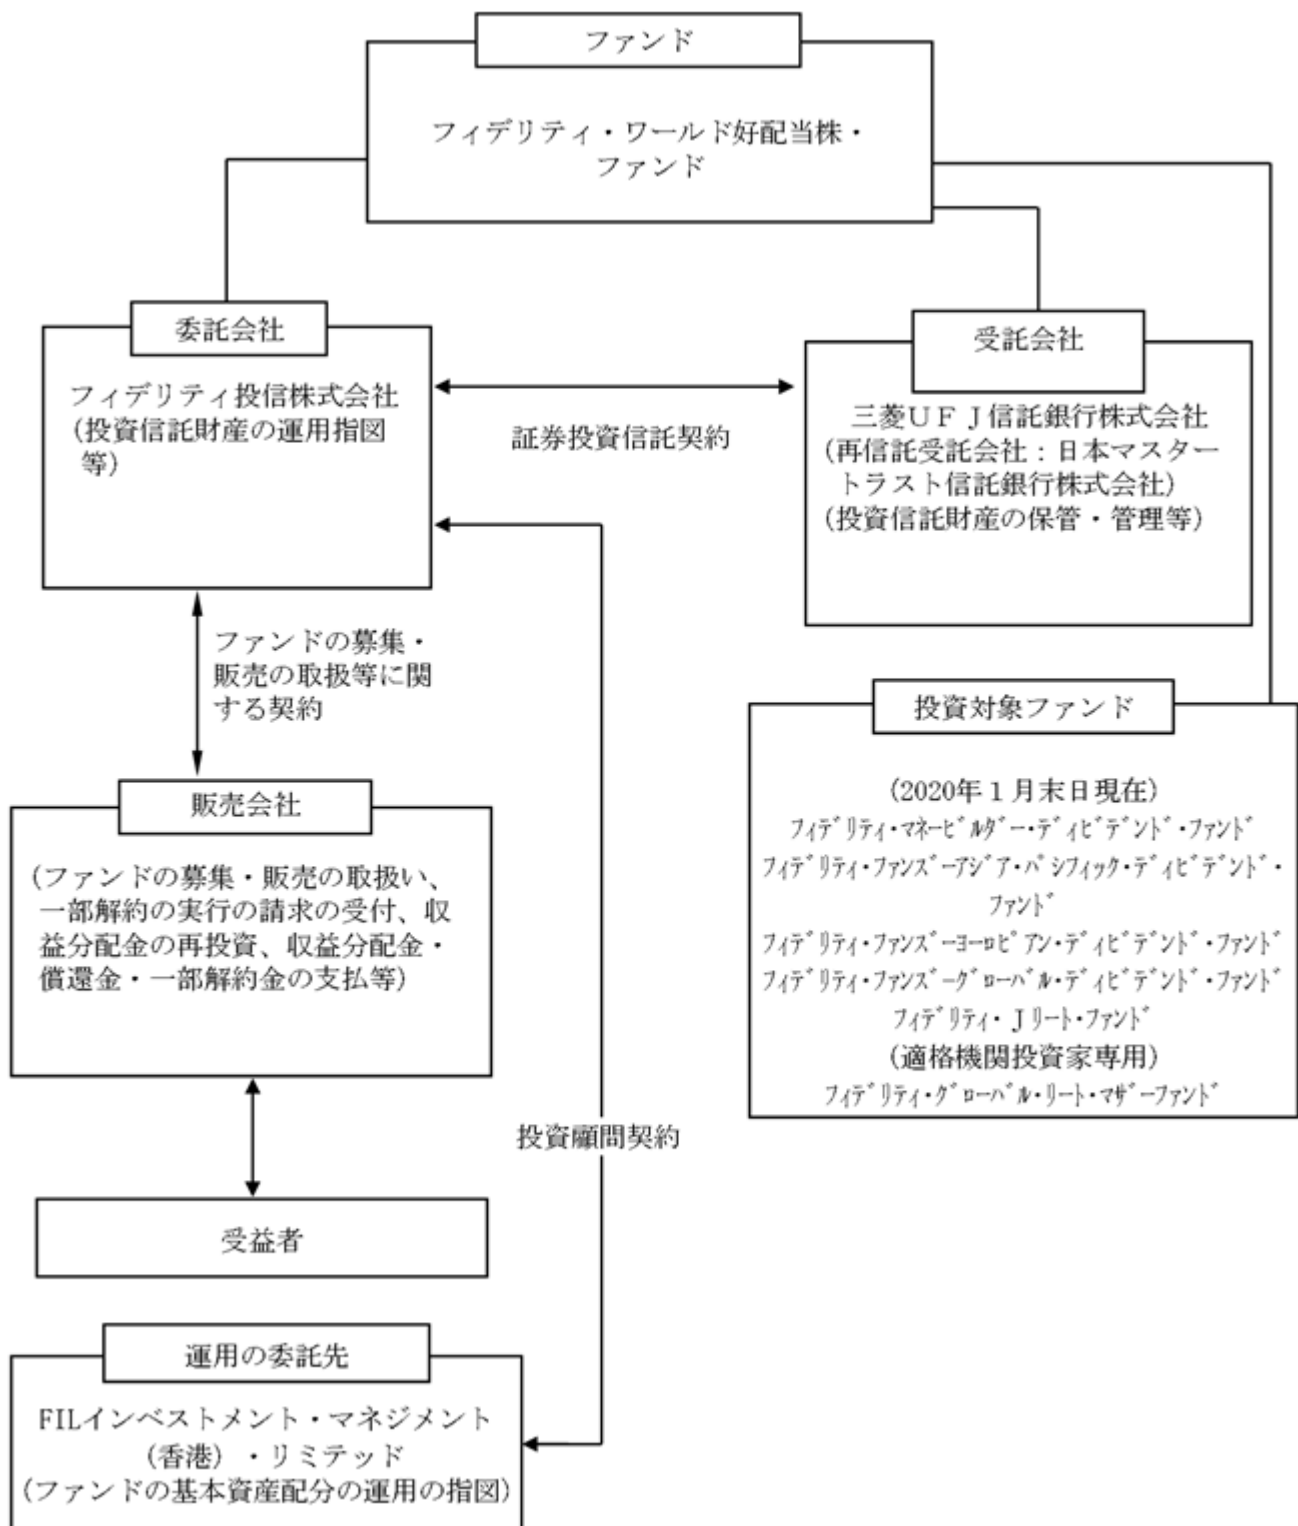 ファンド
フィデリティ・ワールド好配当株・
ファンド
委託会社
フィデリティ投信株式会社
(投資信託財産の運用指図
等)
証券投資信託契約
受託会社
三菱UFJ信託銀行株式会社
(再信託受託会社:日本マスター
トラスト信託銀行株式会社)
(投資信託財産の保管・管理等)
ファンドの募集・
販売の取扱等に関
する契約
投資対象ファンド
(2020年1月末日現在)
フィデリティ・マネービルダー・ディビデンド・ファンド
フィデリティ・ファンズ-アジア・パシフィック・ディビデンド・
ファンド
フィデリティ・ファンズ-ヨーロピアン・ディビデンド・ファンド
フィデリティ・ファンズ-グローバル・ディビデンド・ファンド
フィデリティ・Jリート・ファンド
(適格機関投資家専用)
フィデリティ・グローバル・リート・マザーファンド
販売会社
(ファンドの募集・販売の取扱い、
一部解約の実行の請求の受付、収
益分配金の再投資、収益分配金・
償還金・一部解約金の支払等)
投資顧問契約
受益者
運用の委託先
FILインベストメント・マネジメント
(香港)・リミテッド
(ファンドの基本資産配分の運用の指図)